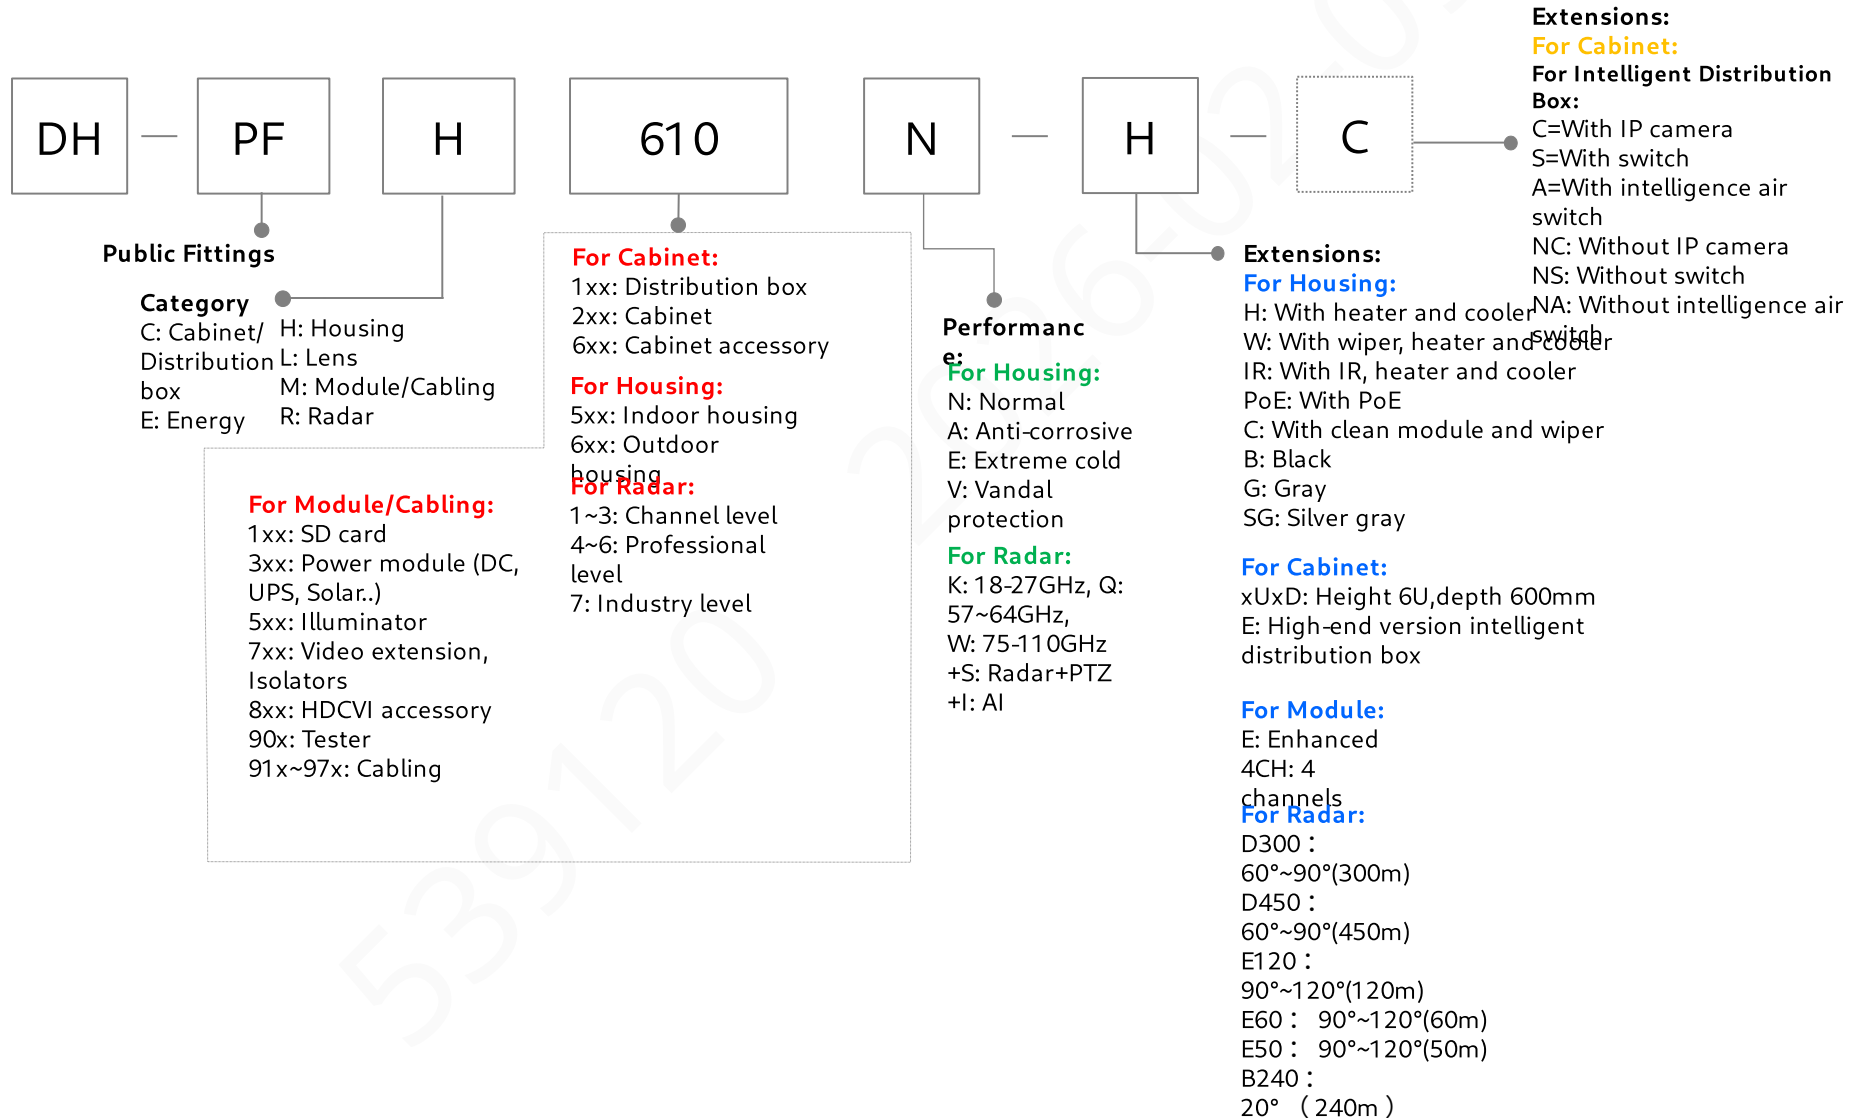 DH — PF H 610 N — H — C
Public Fittings
Category
C: Cabinet/
Distribution
box
E: Energy
H: Housing
L: Lens
M: Module/Cabling
R: Radar
For Cabinet:
1xx: Distribution box
2xx: Cabinet
6xx: Cabinet accessory
For Housing:
5xx: Indoor housing
6xx: Outdoor
housing
For Radar:
1~3: Channel level
4~6: Professional
level
7: Industry level
For Module/Cabling:
1xx: SD card
3xx: Power module (DC,
UPS, Solar..)
5xx: Illuminator
7xx: Video extension,
Isolators
8xx: HDCVI accessory
90x: Tester
91x~97x: Cabling
Performanc
e:
For Housing:
N: Normal
A: Anti-corrosive
E: Extreme cold
V: Vandal
protection
For Radar:
K: 18-27GHz, Q:
57~64GHz,
W: 75-110GHz
+S: Radar+PTZ
+I: AI
Extensions:
For Housing:
H: With heater and cooler
W: With wiper, heater and cooler
IR: With IR, heater and cooler
PoE: With PoE
C: With clean module and wiper
B: Black
G: Gray
SG: Silver gray
For Cabinet:
xUxD: Height 6U,depth 600mm
E: High-end version intelligent
distribution box
For Module:
E: Enhanced
4CH: 4
channels
For Radar:
D300：
60°~90°(300m)
D450：
60°~90°(450m)
E120：
90°~120°(120m)
E60： 90°~120°(60m)
E50： 90°~120°(50m)
B240：
20° （240m）
Extensions:
For Cabinet:
For Intelligent Distribution
Box:
C=With IP camera
S=With switch
A=With intelligence air
switch
NC: Without IP camera
NS: Without switch
NA: Without intelligence air
switch
539120